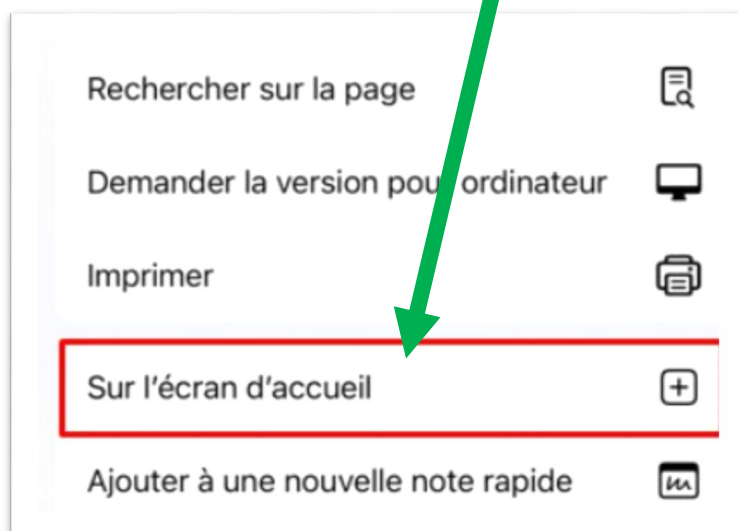 Rechercher sur la page
Demander la version pour ordinateur
Imprimer
Sur l'écran d'accueil
Ajouter à une nouvelle note rapide